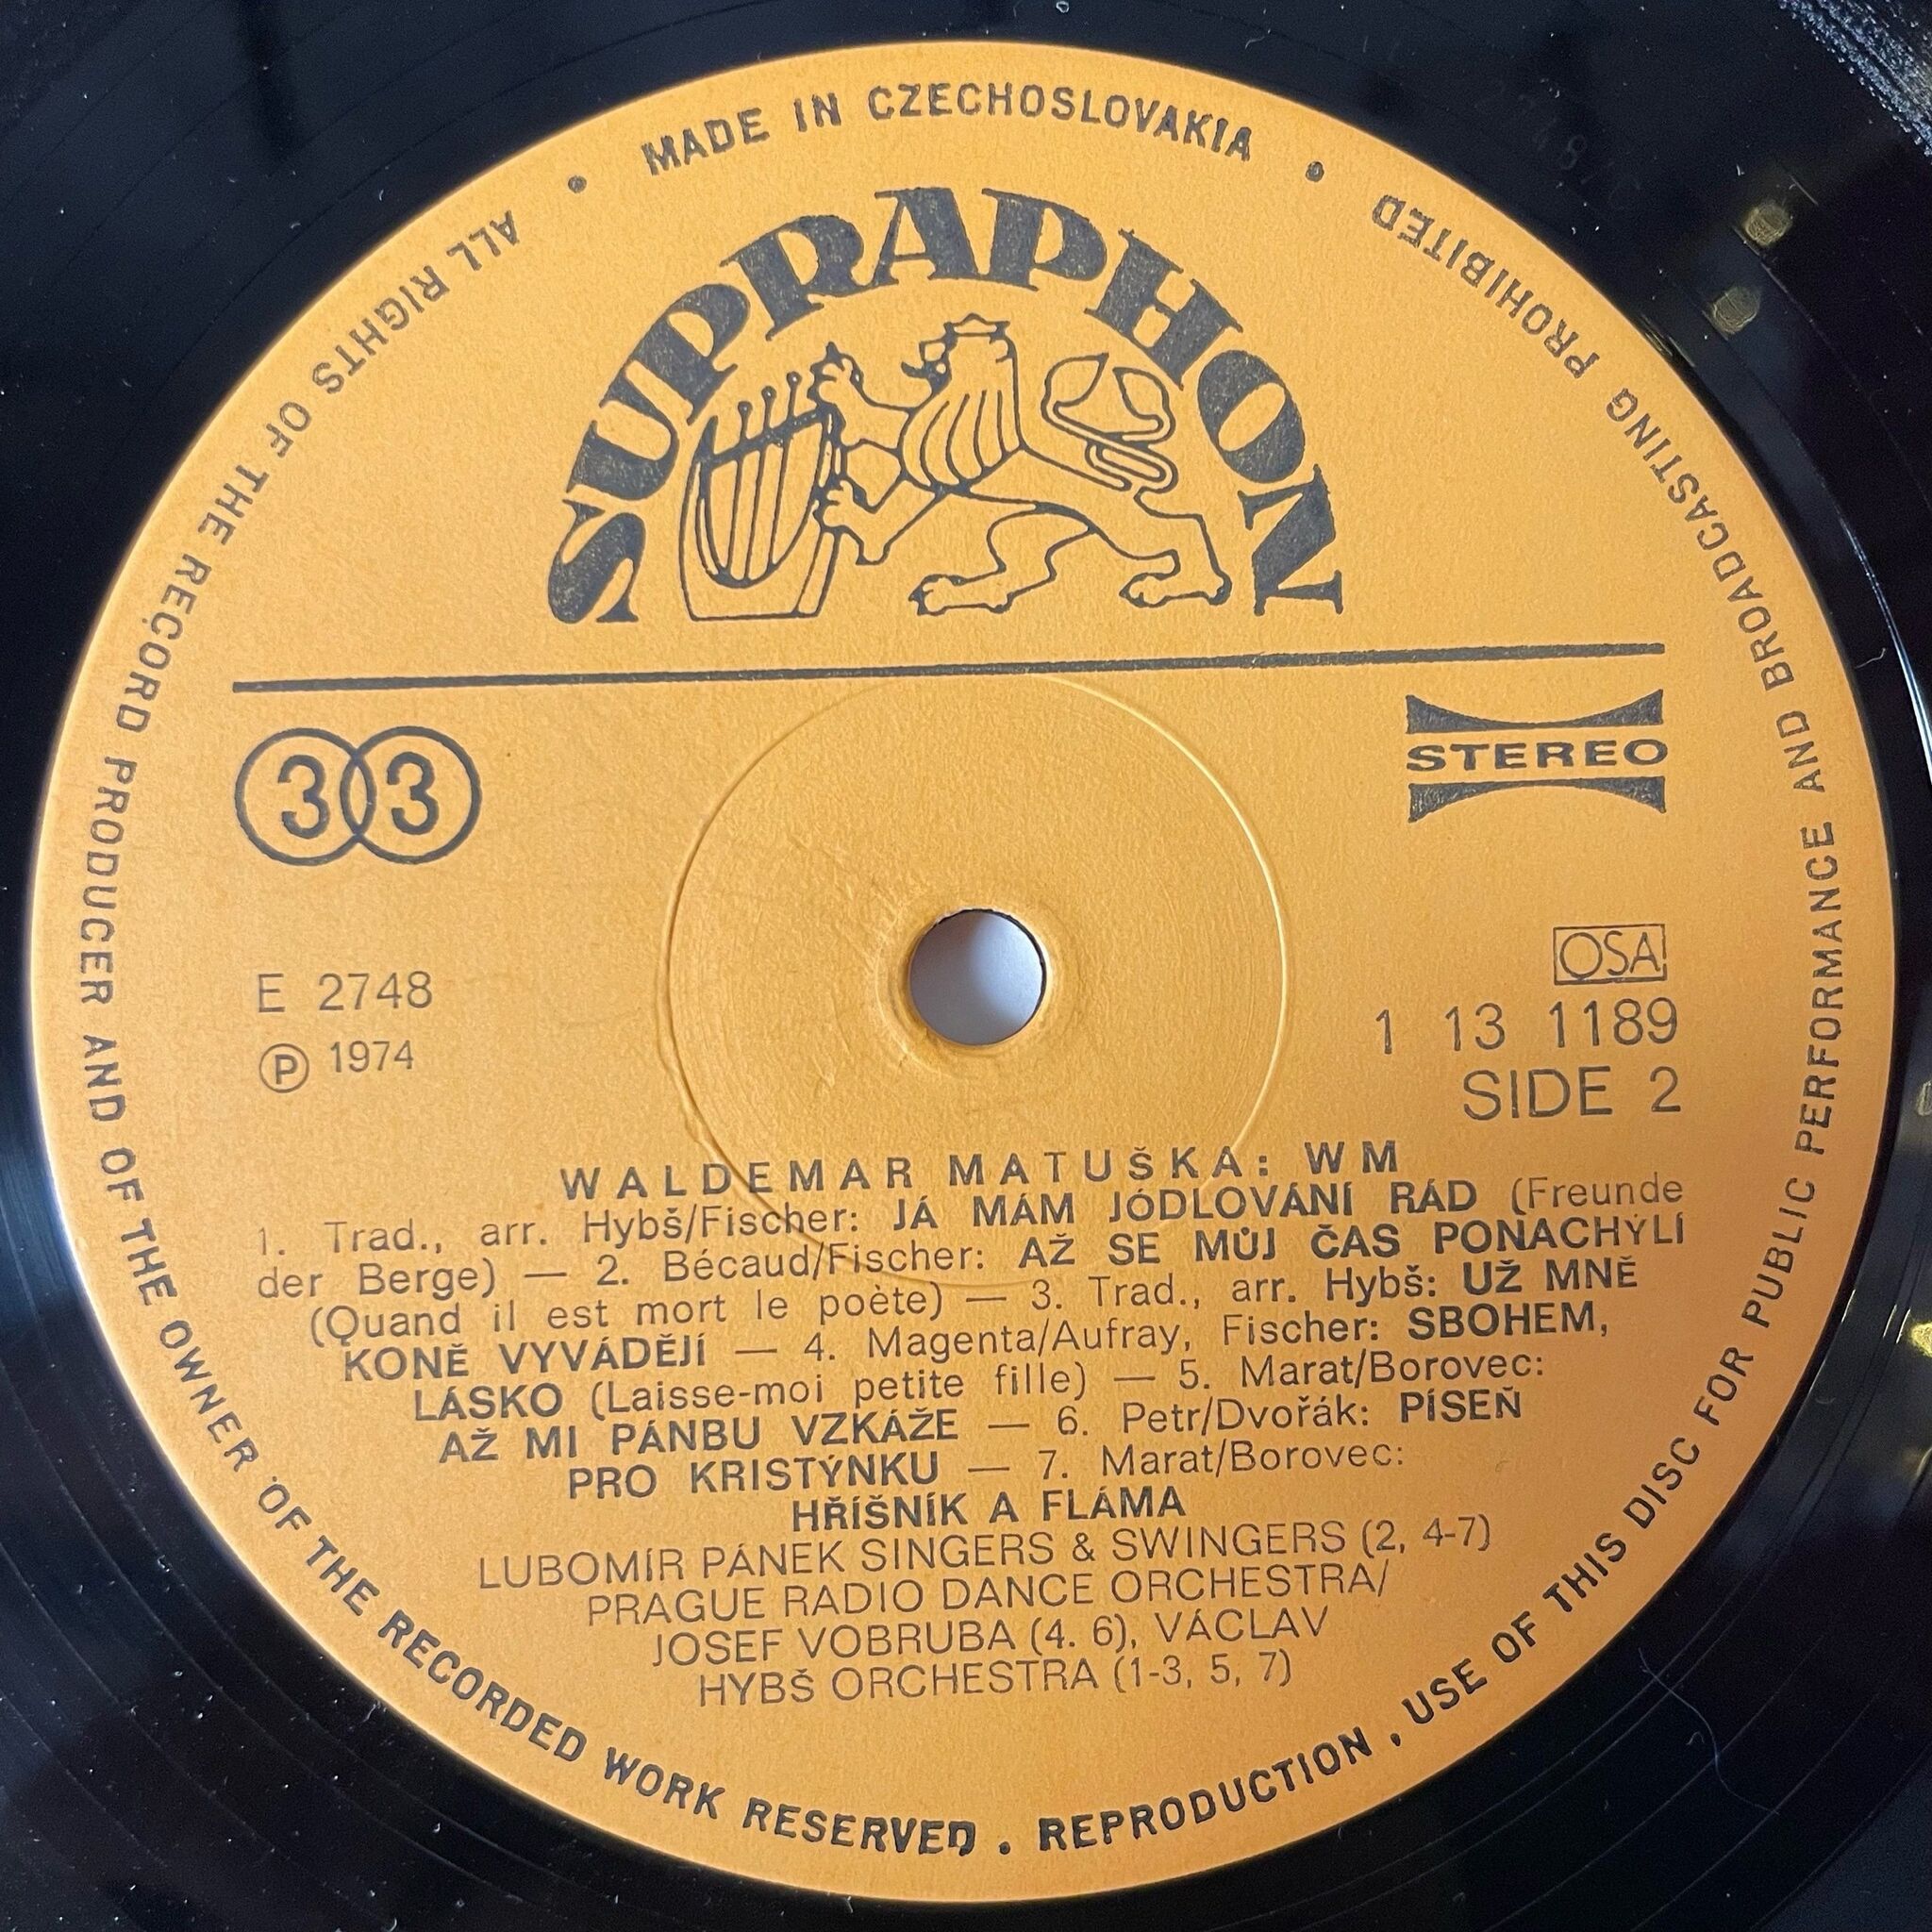 MADE IN CZECHOSLOVAKIA
ALL RIGHTS OF THE RECORD PRODUCER AND OF THE OWNER OF THE RECORDED WORK RESERVED . REPRODUCTION , USE OF THIS DISC FOR PUBLIC PERFORMANCE AND BROADCASTING PROHIBITED
SUPRAPHON
33
STEREO
E 2748
Ⓟ 1974
OSA
1 13 1189
SIDE 2
WALDEMAR MATUŠKA: WM
1. Trad., arr. Hybš/Fischer: JÁ MÁM JÓDLOVÁNÍ RÁD (Freunde
der Berge) — 2. Bécaud/Fischer: AŽ SE MŮJ ČAS PONACHÝLÍ
(Quand il est mort le poète) — 3. Trad., arr. Hybš: UŽ MNĚ
KONĚ VYVÁDĚJÍ — 4. Magenta/Aufray, Fischer: SBOHEM,
LÁSKO (Laisse-moi petite fille) — 5. Marat/Borovec:
AŽ MI PÁNBU VZKÁŽE — 6. Petr/Dvořák: PÍSEŇ
PRO KRISTÝNKU — 7. Marat/Borovec:
HŘÍŠNÍK A FLÁMA
LUBOMÍR PÁNEK SINGERS & SWINGERS (2, 4-7)
PRAGUE RADIO DANCE ORCHESTRA/
JOSEF VOBRUBA (4. 6), VÁCLAV
HYBŠ ORCHESTRA (1-3, 5, 7)